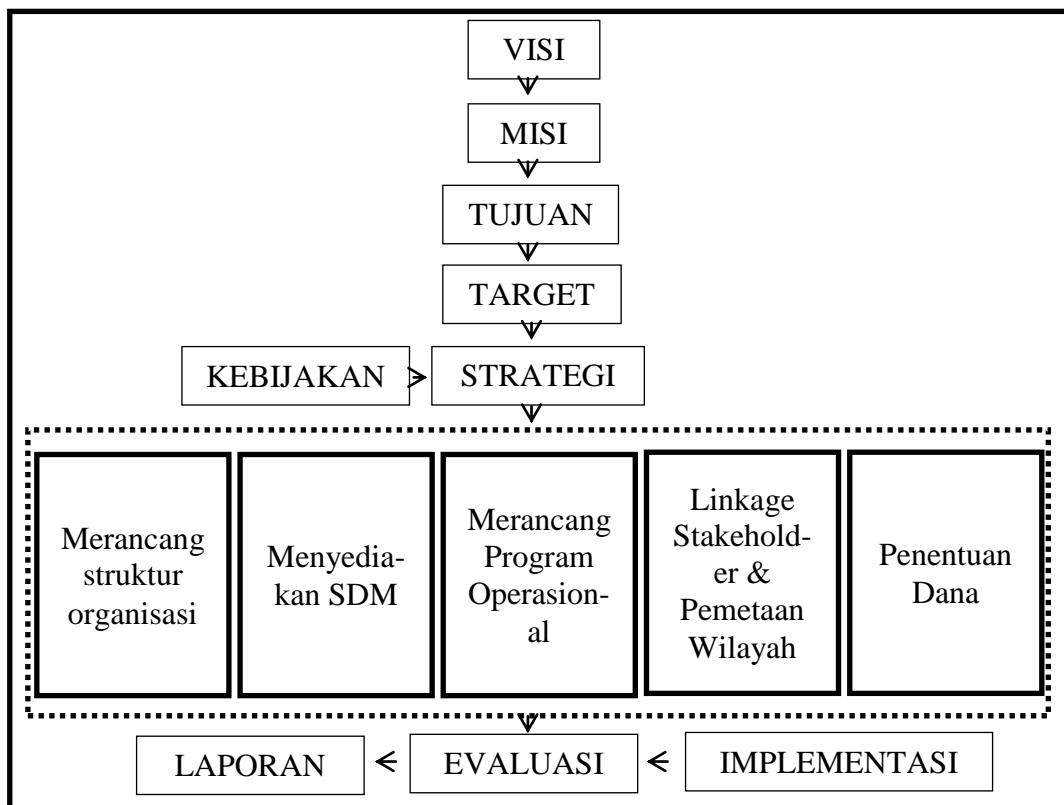 VISI
MISI
TUJUAN
TARGET
KEBIJAKAN
STRATEGI
Merancang
struktur
organisasi
Menyedia-
kan SDM
Merancang
Program
Operasion-
al
Linkage
Stakehold-
er &
Pemetaan
Wilayah
Penentuan
Dana
LAPORAN
EVALUASI
IMPLEMENTASI